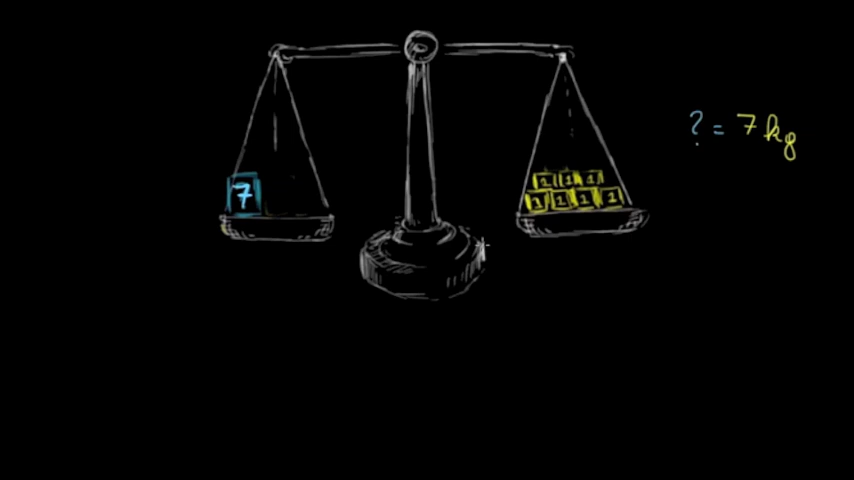 ? = 7 kg
7
1 1 1
1 1 1 1